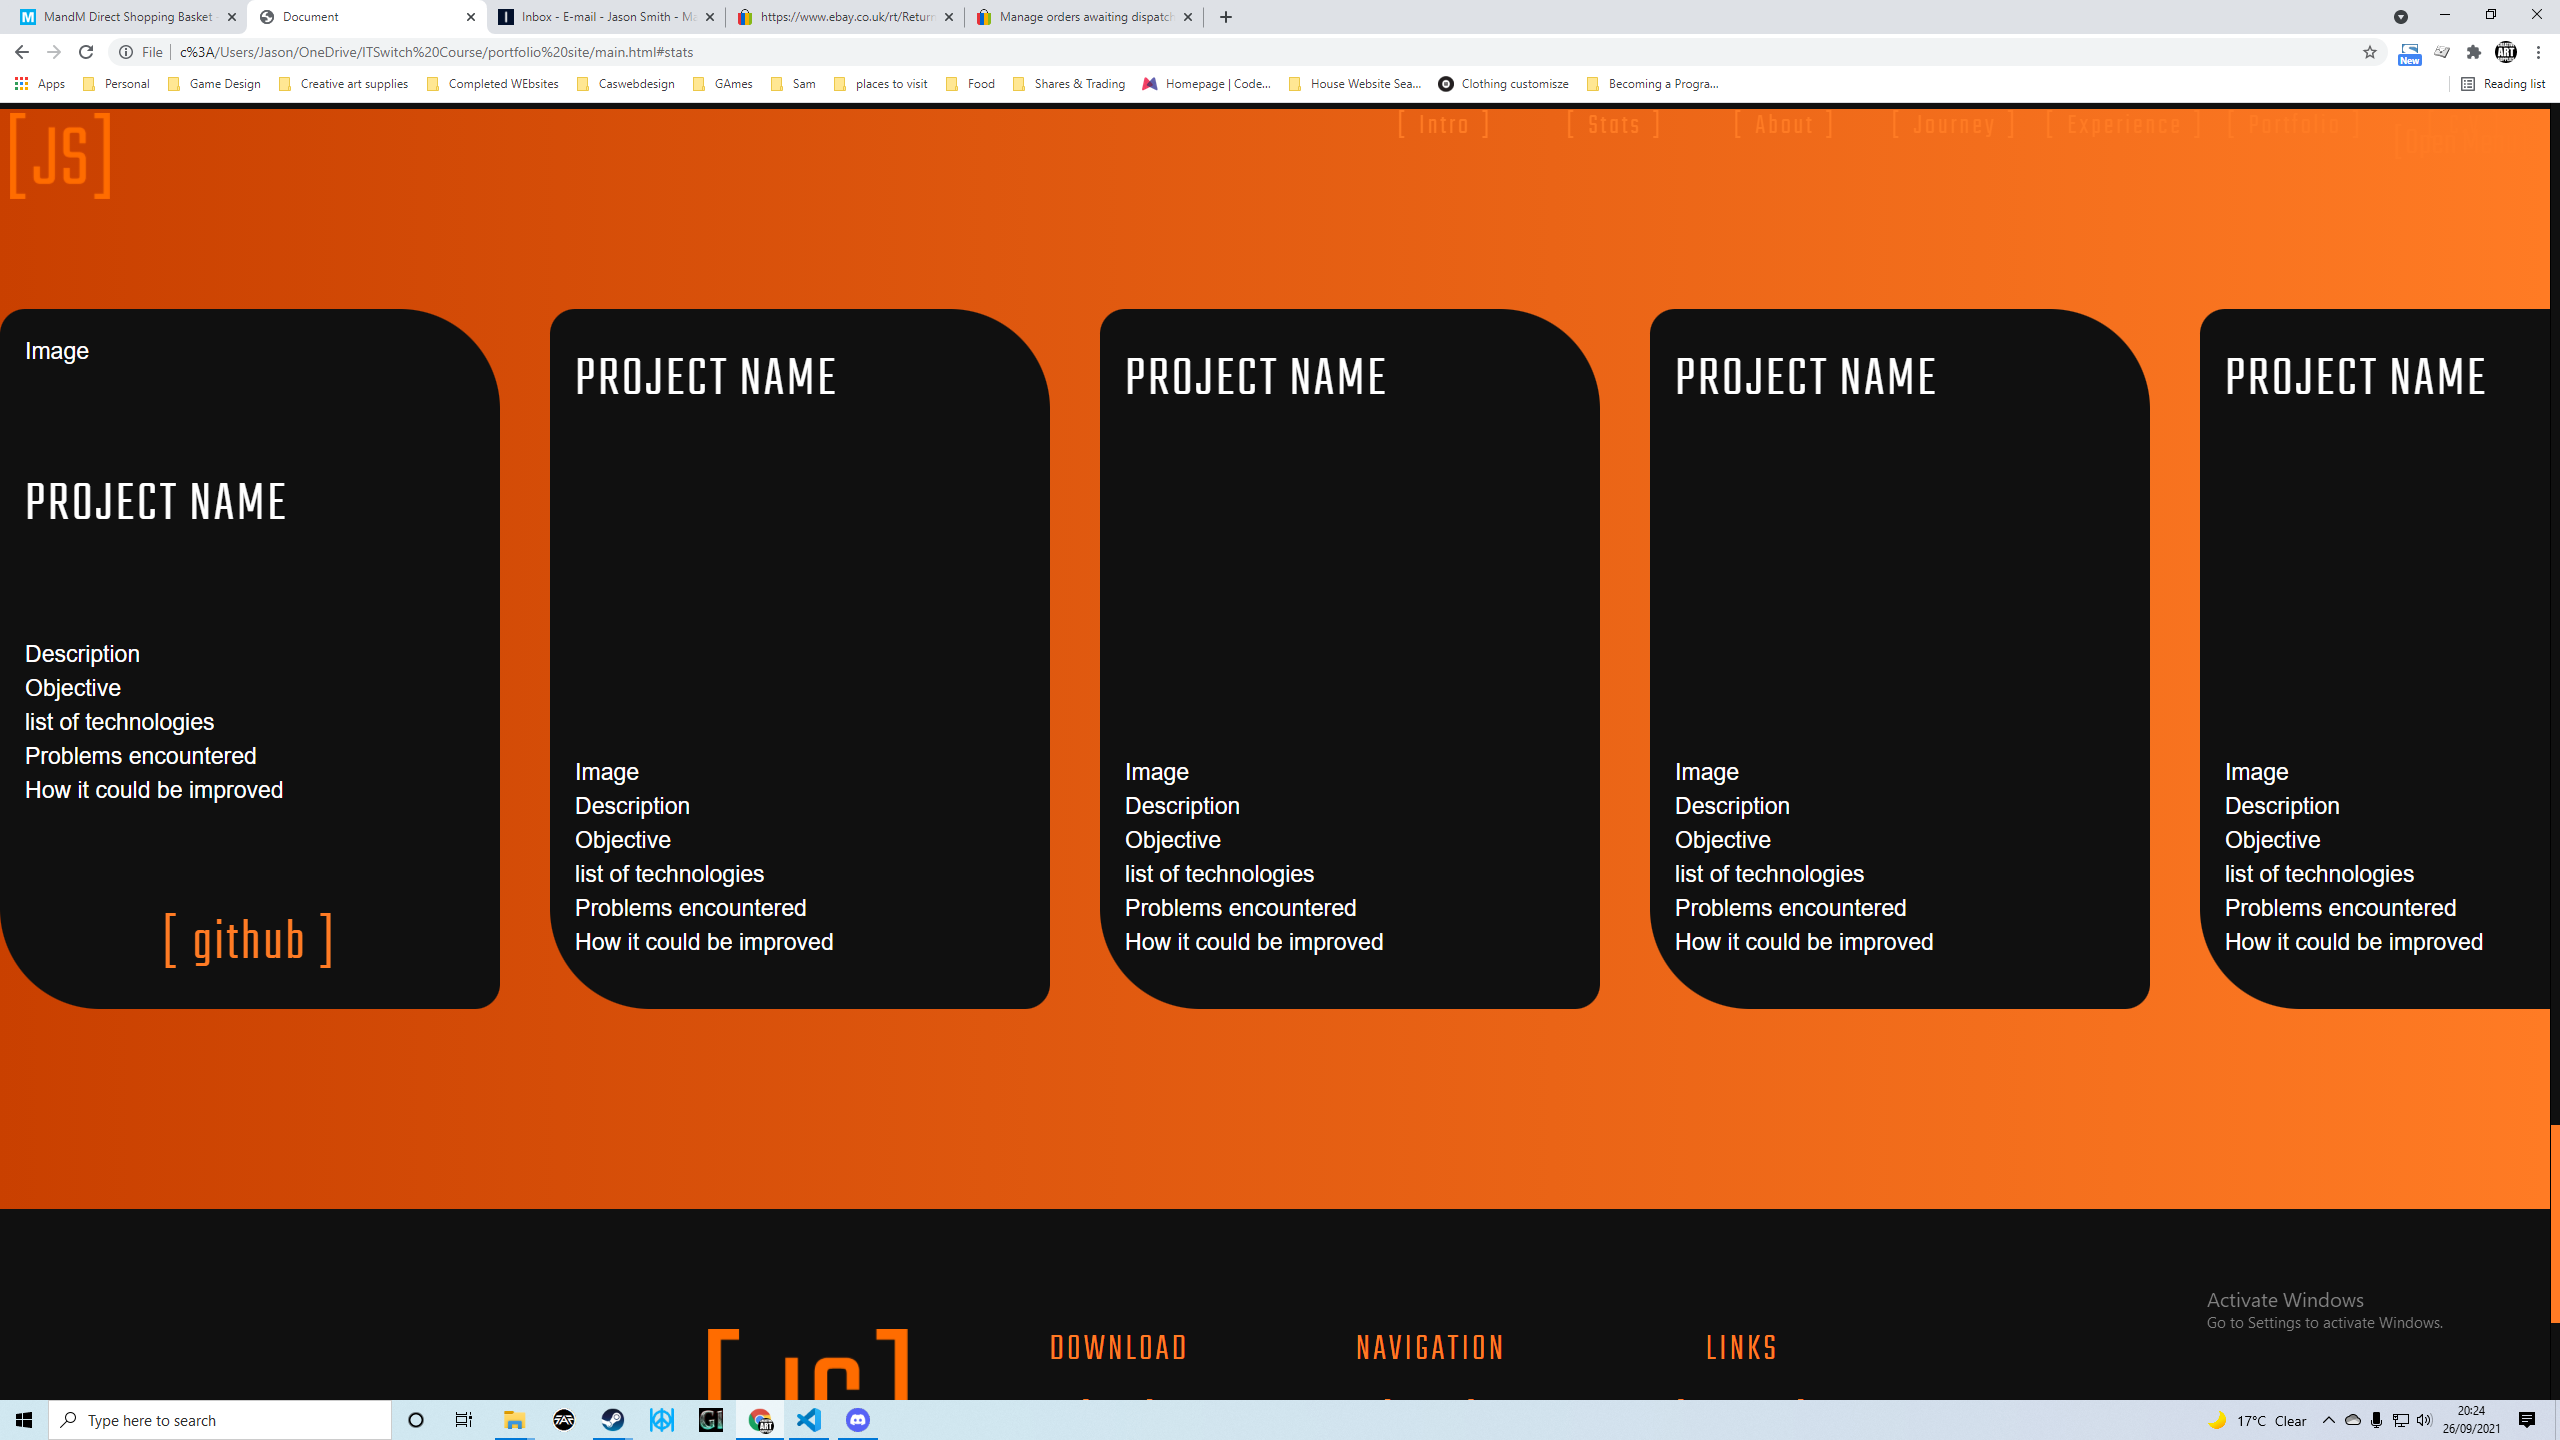 MandM Direct Shopping Basket
Document
Inbox - E-mail - Jason Smith - Ma
https://www.ebay.co.uk/rt/Return
Manage orders awaiting dispatch
File
c%3A/Users/Jason/OneDrive/ITSwitch%20Course/portfolio%20site/main.html#stats
New
Apps
Personal
Game Design
Creative art supplies
Completed WEbsites
Caswebdesign
GAmes
Sam
places to visit
Food
Shares & Trading
Homepage | Code...
House Website Sea...
Clothing customisze
Becoming a Progra...
Reading list
[JS]
[ Intro ]
[ Stats ]
[ About ]
[ Journey ]
[ Experience ]
[ Portfolio ]
Image
PROJECT NAME
Description
Objective
list of technologies
Problems encountered
How it could be improved
[ github ]
PROJECT NAME
Image
Description
Objective
list of technologies
Problems encountered
How it could be improved
PROJECT NAME
Image
Description
Objective
list of technologies
Problems encountered
How it could be improved
PROJECT NAME
Image
Description
Objective
list of technologies
Problems encountered
How it could be improved
PROJECT NAME
Image
Description
Objective
list of technologies
Problems encountered
How it could be improved
Activate Windows
Go to Settings to activate Windows.
[JS]
DOWNLOAD
NAVIGATION
LINKS
Type here to search
17°C Clear
20:24
26/09/2021